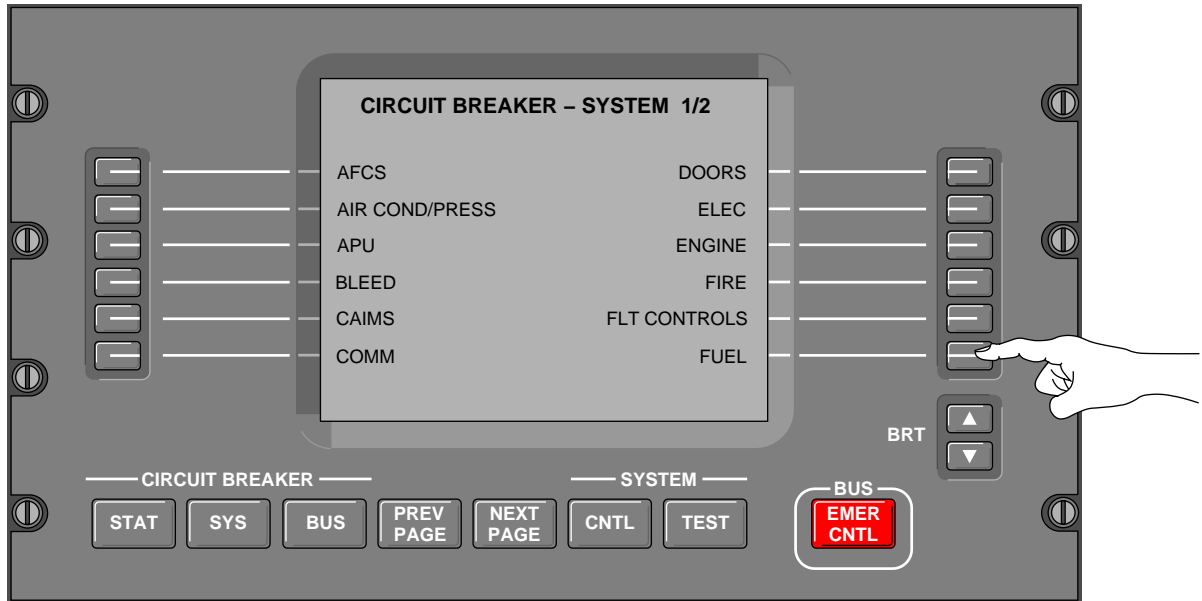 CIRCUIT BREAKER – SYSTEM 1/2
AFCS
DOORS
AIR COND/PRESS
ELEC
APU
ENGINE
BLEED
FIRE
CAIMS
FLT CONTROLS
COMM
FUEL
BRT
CIRCUIT BREAKER
SYSTEM
BUS
STAT
SYS
BUS
PREV
PAGE
NEXT
PAGE
CNTL
TEST
EMER
CNTL